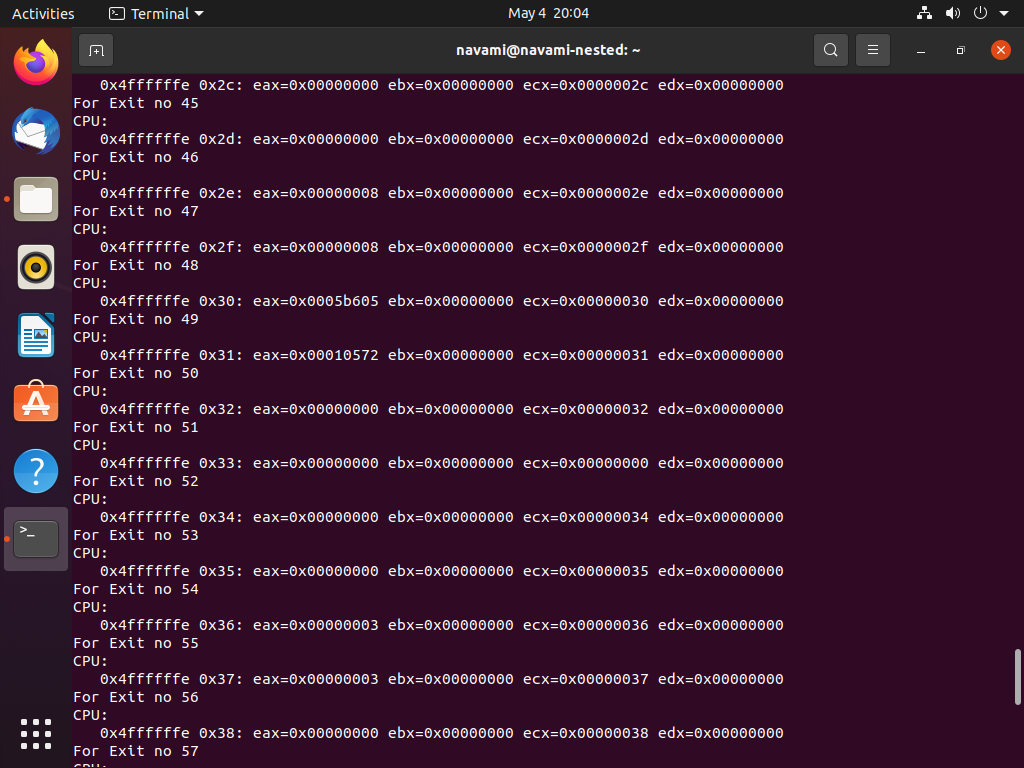 Activities
Terminal
May 4 20:04
navami@navami-nested: ~
0x4ffffffe 0x2c: eax=0x00000000 ebx=0x00000000 ecx=0x0000002c edx=0x00000000
For Exit no 45
CPU:
0x4ffffffe 0x2d: eax=0x00000000 ebx=0x00000000 ecx=0x0000002d edx=0x00000000
For Exit no 46
CPU:
0x4ffffffe 0x2e: eax=0x00000008 ebx=0x00000000 ecx=0x0000002e edx=0x00000000
For Exit no 47
CPU:
0x4ffffffe 0x2f: eax=0x00000008 ebx=0x00000000 ecx=0x0000002f edx=0x00000000
For Exit no 48
CPU:
0x4ffffffe 0x30: eax=0x0005b605 ebx=0x00000000 ecx=0x00000030 edx=0x00000000
For Exit no 49
CPU:
0x4ffffffe 0x31: eax=0x00010572 ebx=0x00000000 ecx=0x00000031 edx=0x00000000
For Exit no 50
CPU:
0x4ffffffe 0x32: eax=0x00000000 ebx=0x00000000 ecx=0x00000032 edx=0x00000000
For Exit no 51
CPU:
0x4ffffffe 0x33: eax=0x00000000 ebx=0x00000000 ecx=0x00000000 edx=0x00000000
For Exit no 52
CPU:
0x4ffffffe 0x34: eax=0x00000000 ebx=0x00000000 ecx=0x00000034 edx=0x00000000
For Exit no 53
CPU:
0x4ffffffe 0x35: eax=0x00000000 ebx=0x00000000 ecx=0x00000035 edx=0x00000000
For Exit no 54
CPU:
0x4ffffffe 0x36: eax=0x00000003 ebx=0x00000000 ecx=0x00000036 edx=0x00000000
For Exit no 55
CPU:
0x4ffffffe 0x37: eax=0x00000003 ebx=0x00000000 ecx=0x00000037 edx=0x00000000
For Exit no 56
CPU:
0x4ffffffe 0x38: eax=0x00000000 ebx=0x00000000 ecx=0x00000038 edx=0x00000000
For Exit no 57
CPU: